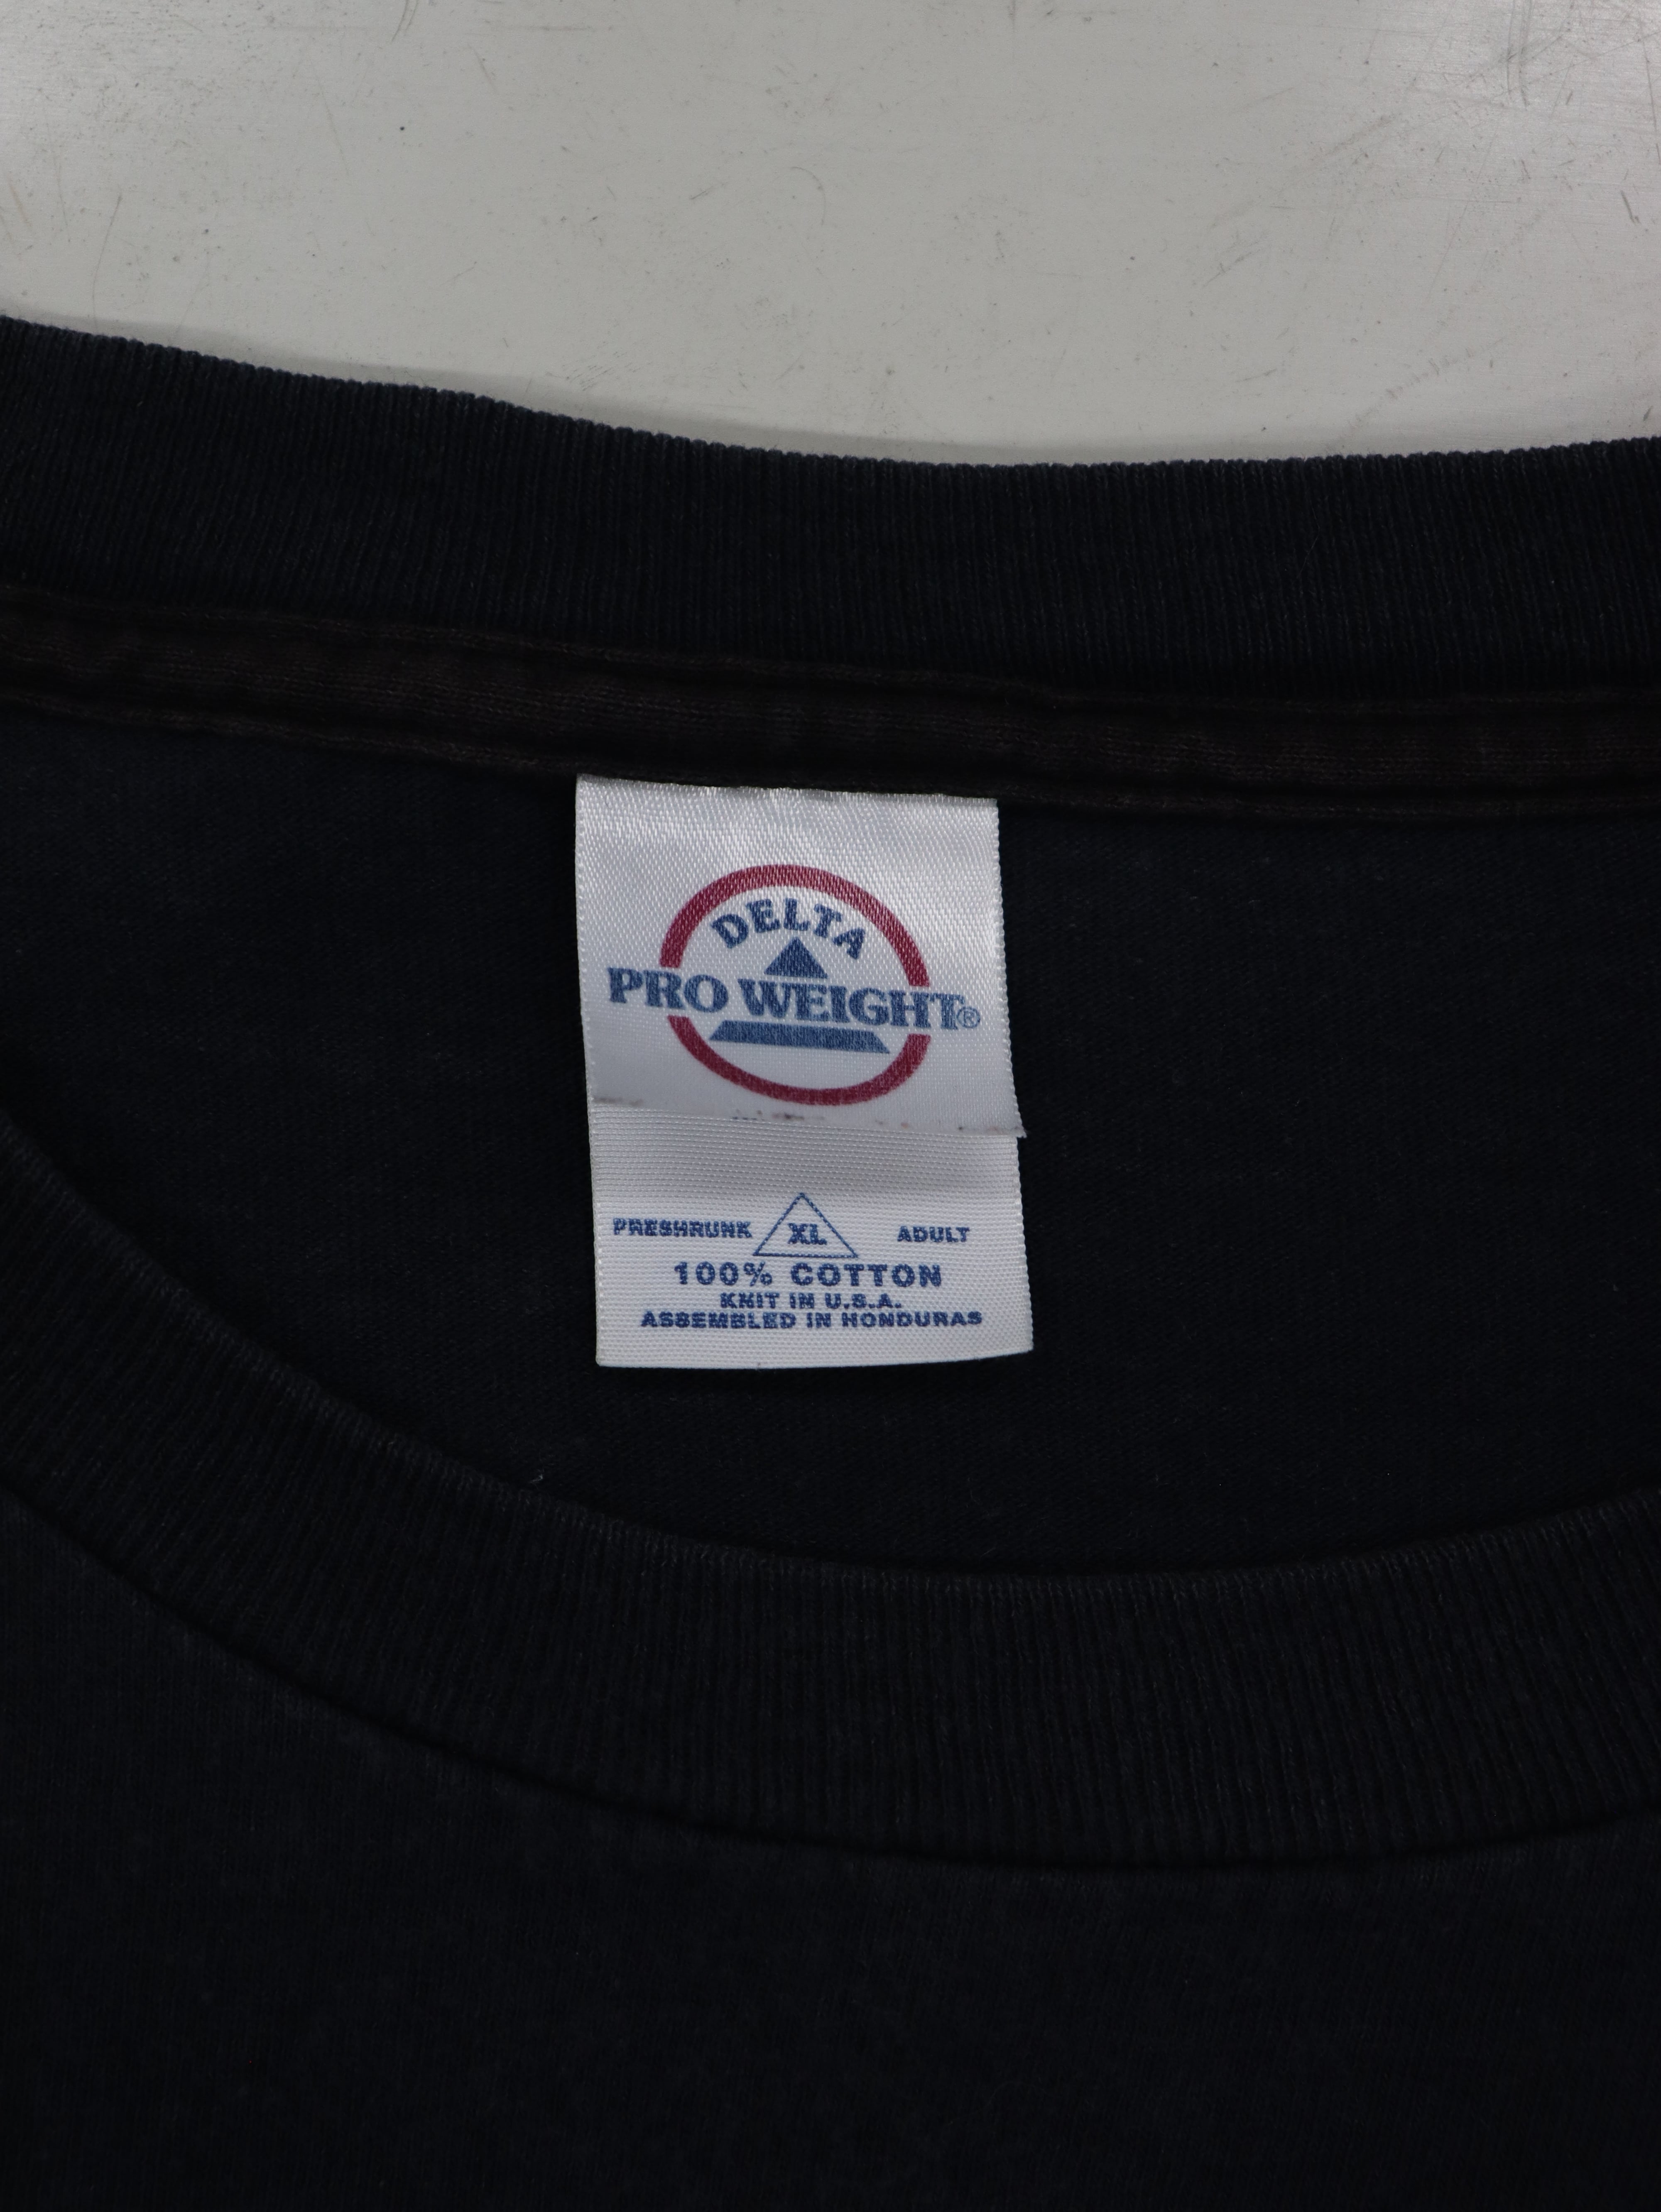 DELTA
PRO WEIGHT®
PRESHRUNK XL ADULT
100% COTTON
KNIT IN U.S.A.
ASSEMBLED IN HONDURAS